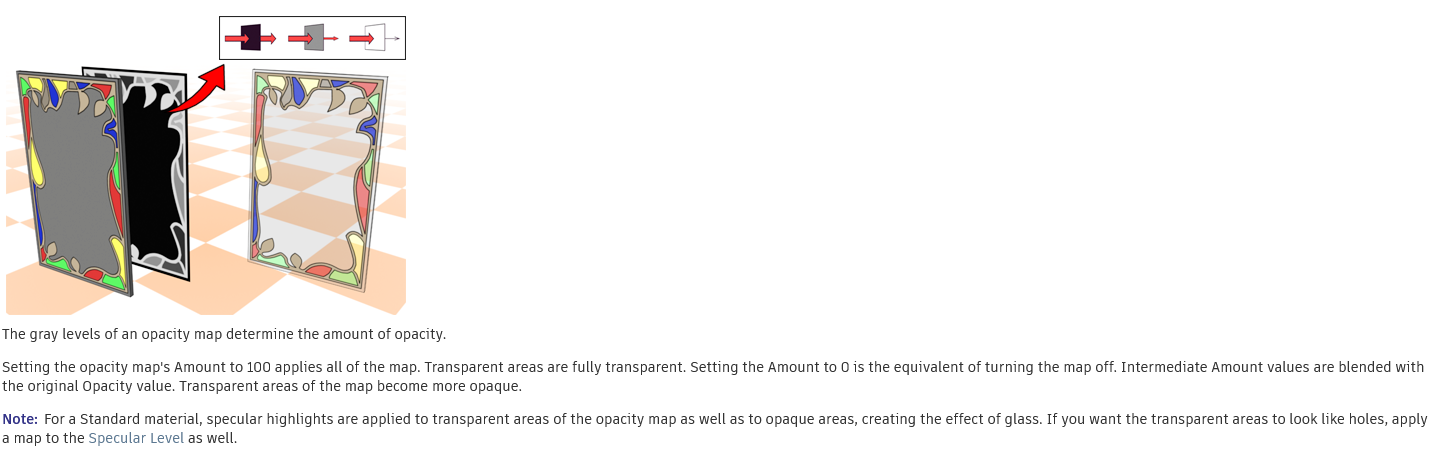 The gray levels of an opacity map determine the amount of opacity.
Setting the opacity map's Amount to 100 applies all of the map. Transparent areas are fully transparent. Setting the Amount to 0 is the equivalent of turning the map off. Intermediate Amount values are blended with
the original Opacity value. Transparent areas of the map become more opaque.
Note: For a Standard material, specular highlights are applied to transparent areas of the opacity map as well as to opaque areas, creating the effect of glass. If you want the transparent areas to look like holes, apply
a map to the Specular Level as well.